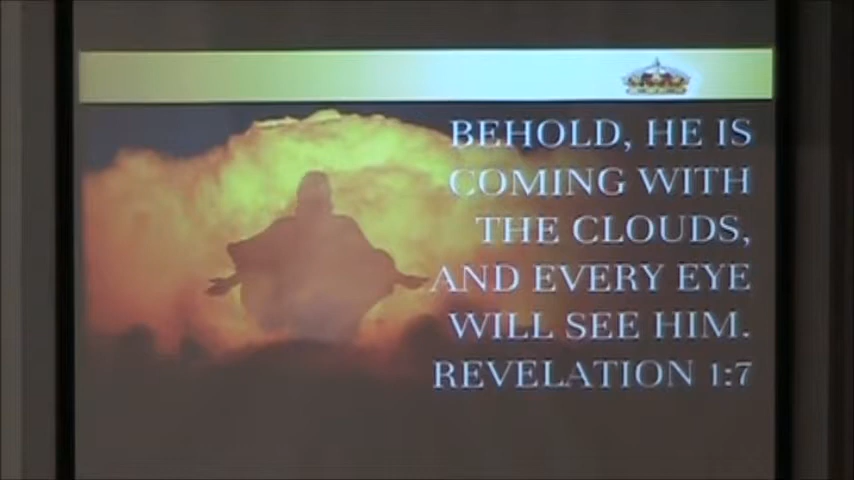 BEHOLD, HE IS
COMING WITH
THE CLOUDS,
AND EVERY EYE
WILL SEE HIM.
REVELATION 1:7